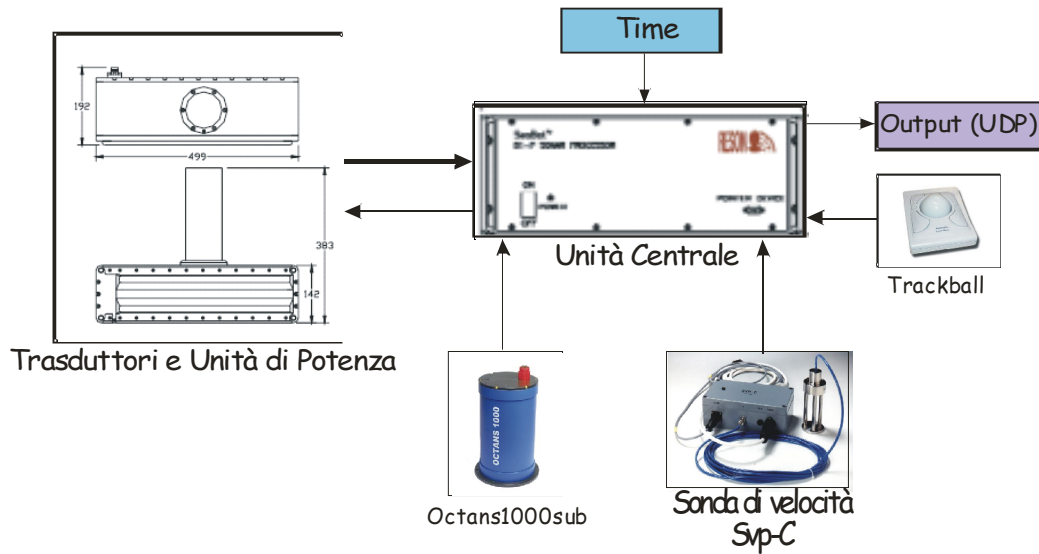 Time
192
499
383
142
SeaBat
81-P SONAR PROCESSOR
RESON
ON
POWER
OFF
Output (UDP)
Unità Centrale
Trackball
Trasduttori e Unità di Potenza
OCTANS 1000
Octans1000sub
Sonda di velocità
Svp-C